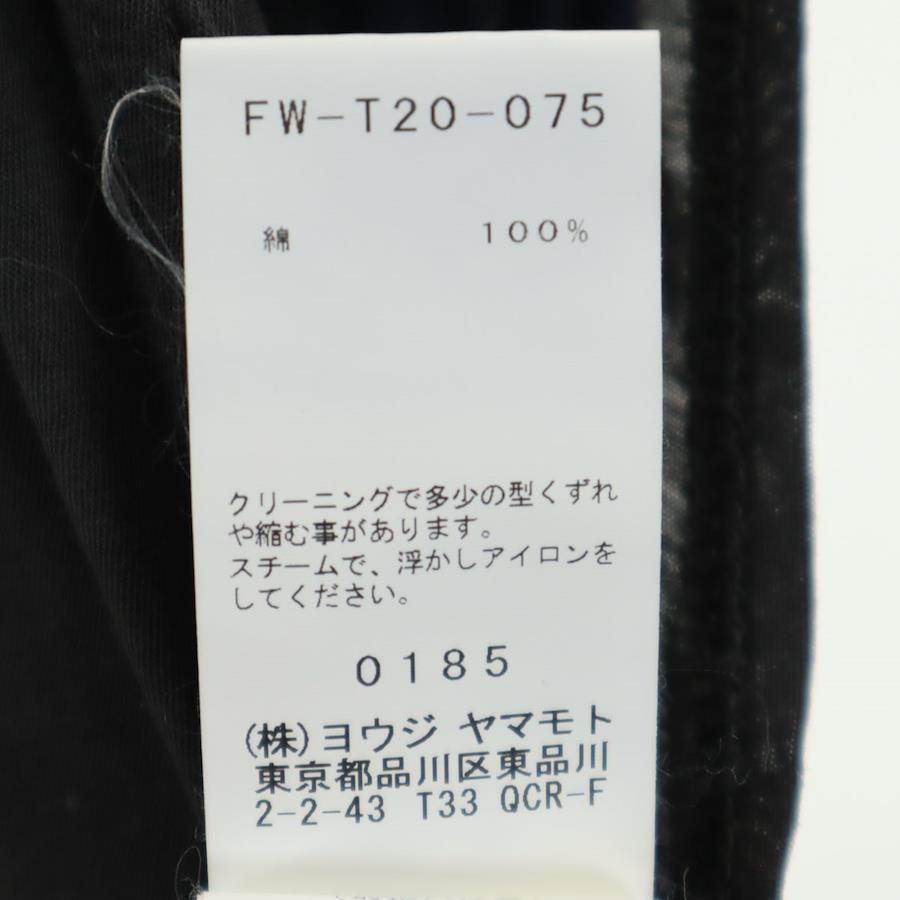 FW-T20-075
綿 100%
クリーニングで多少の型くずれ
や縮む事があります。
スチームで、浮かしアイロンを
してください。
0185
(株)ヨウジ ヤマモト
東京都品川区東品川
2-2-43 T33 QCR-F